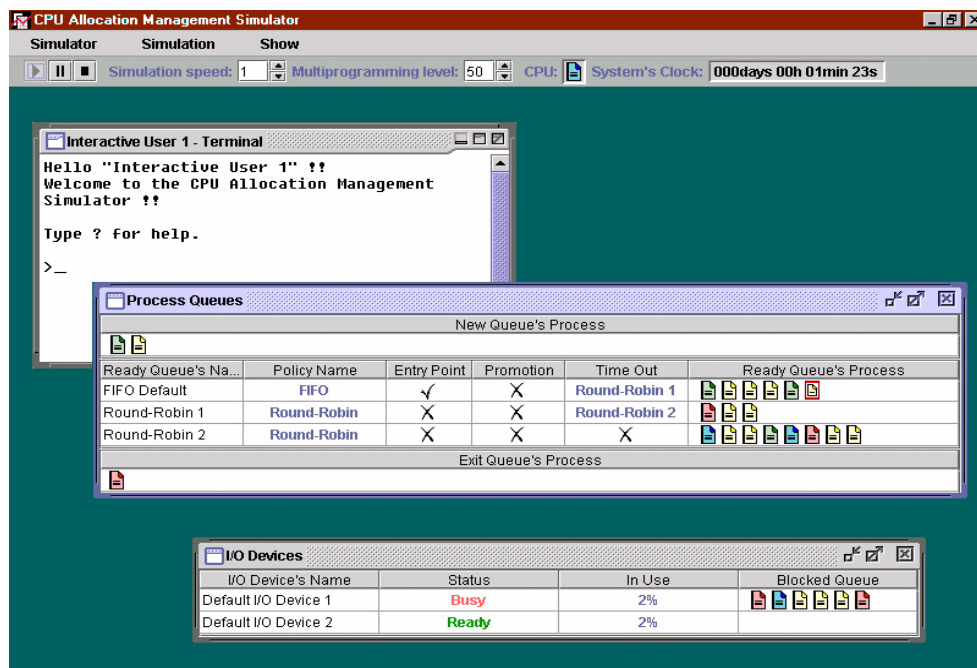 CPU Allocation Management Simulator
Simulator Simulation Show
Simulation speed: 1 Multiprogramming level: 50 CPU: System's Clock: 000days 00h 01min 23s
Interactive User 1 - Terminal
Hello "Interactive User 1" !!
Welcome to the CPU Allocation Management
Simulator !!
Type ? for help.
>_
Process Queues
New Queue's Process
Ready Queue's Na... Policy Name Entry Point Promotion Time Out Ready Queue's Process
FIFO Default FIFO Round-Robin 1
Round-Robin 1 Round-Robin Round-Robin 2
Round-Robin 2 Round-Robin
Exit Queue's Process
I/O Devices
I/O Device's Name Status In Use Blocked Queue
Default I/O Device 1 Busy 2%
Default I/O Device 2 Ready 2%